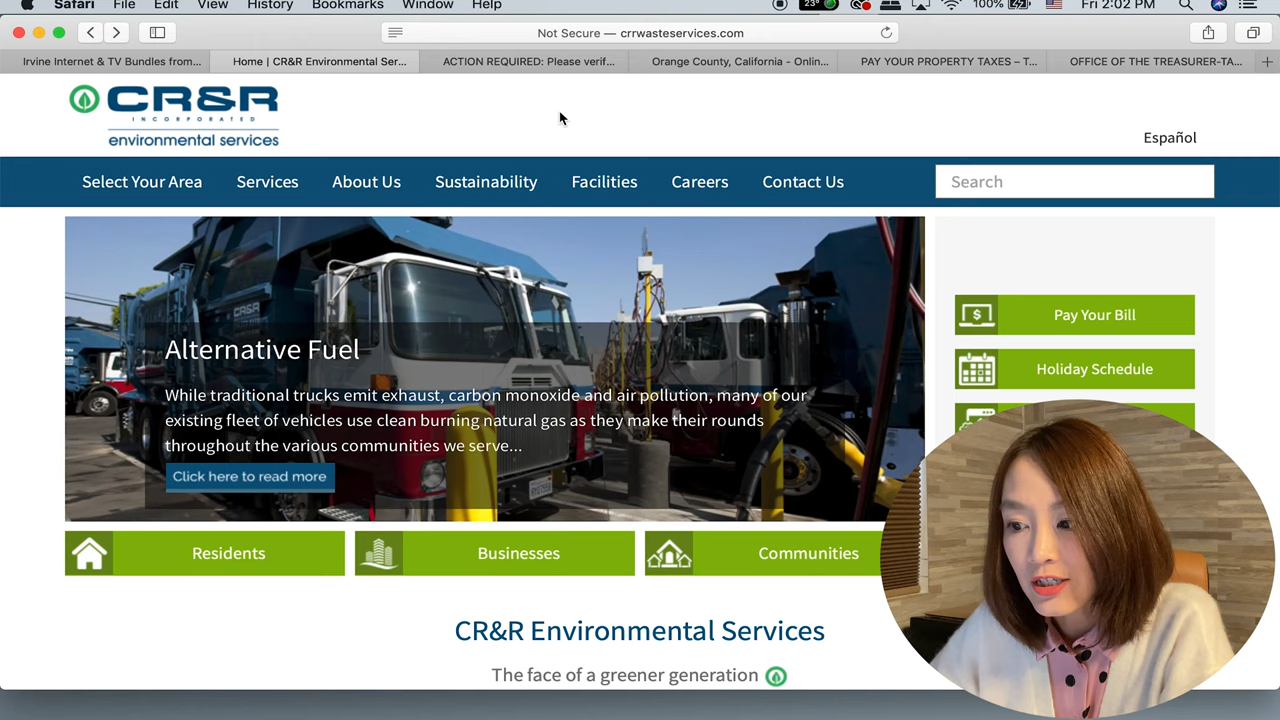 Safari File Edit View History Bookmarks Window Help 23° 100% Fri 2:02 PM
Not Secure — crrwasteservices.com
Irvine Internet & TV Bundles from... Home | CR&R Environmental Ser... ACTION REQUIRED: Please verif... Orange County, California - Onlin... PAY YOUR PROPERTY TAXES – T... OFFICE OF THE TREASURER-TA...
CR&R
INCORPORATED
environmental services
Español
Select Your Area Services About Us Sustainability Facilities Careers Contact Us Search
Pay Your Bill
Holiday Schedule
Alternative Fuel
While traditional trucks emit exhaust, carbon monoxide and air pollution, many of our
existing fleet of vehicles use clean burning natural gas as they make their rounds
throughout the various communities we serve...
Click here to read more
Residents Businesses Communities
CR&R Environmental Services
The face of a greener generation